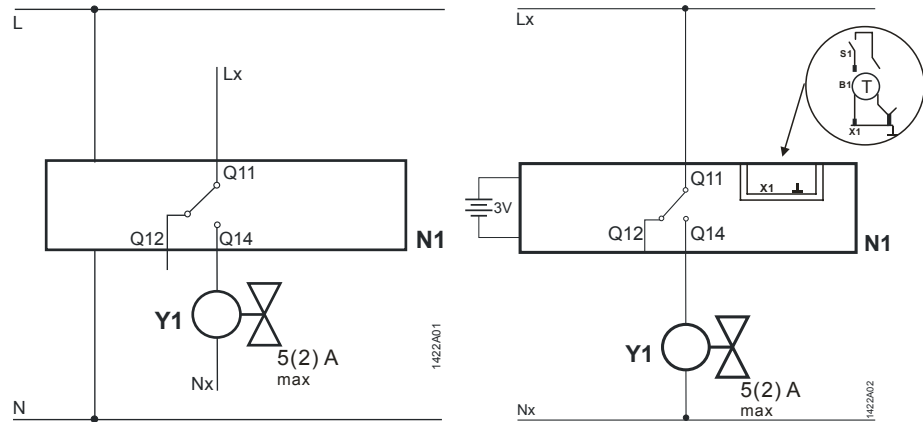 L
Lx
Q11
Q12
Q14
N1
Y1
5(2) A
max
Nx
N
1422A01
Lx
S1
B1
T
X1
X1
3V
Q11
Q12
Q14
N1
Y1
5(2) A
max
Nx
1422A02